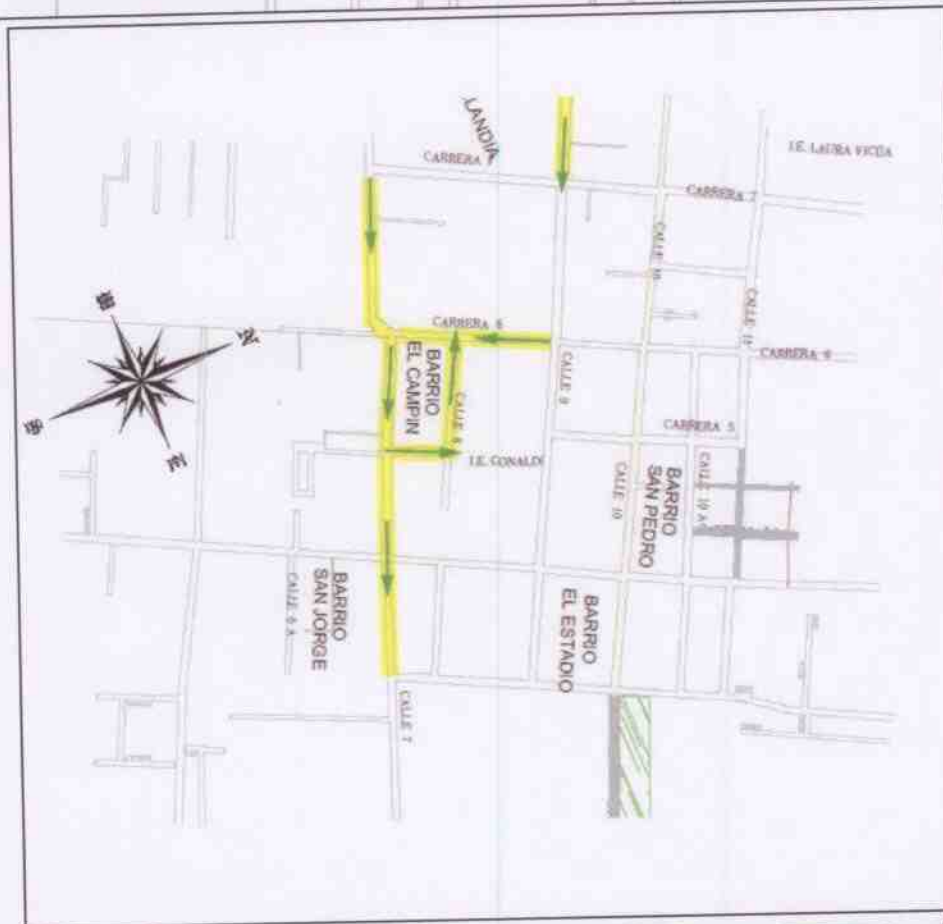 LANDIA
I.E. LAURA VICUA
CARRERA
CARRERA 7
CALLE 10
CALLE 11
CARRERA 6
CARRERA 6
BARRIO
EL CAMPIN
CALLE 8
CALLE 9
CARRERA 5
I.E. CONALDI
CALLE 10
BARRIO
SAN PEDRO
CALLE 10 A
BARRIO
SAN JORGE
CALLE 6 A
BARRIO
EL ESTADIO
CALLE 7